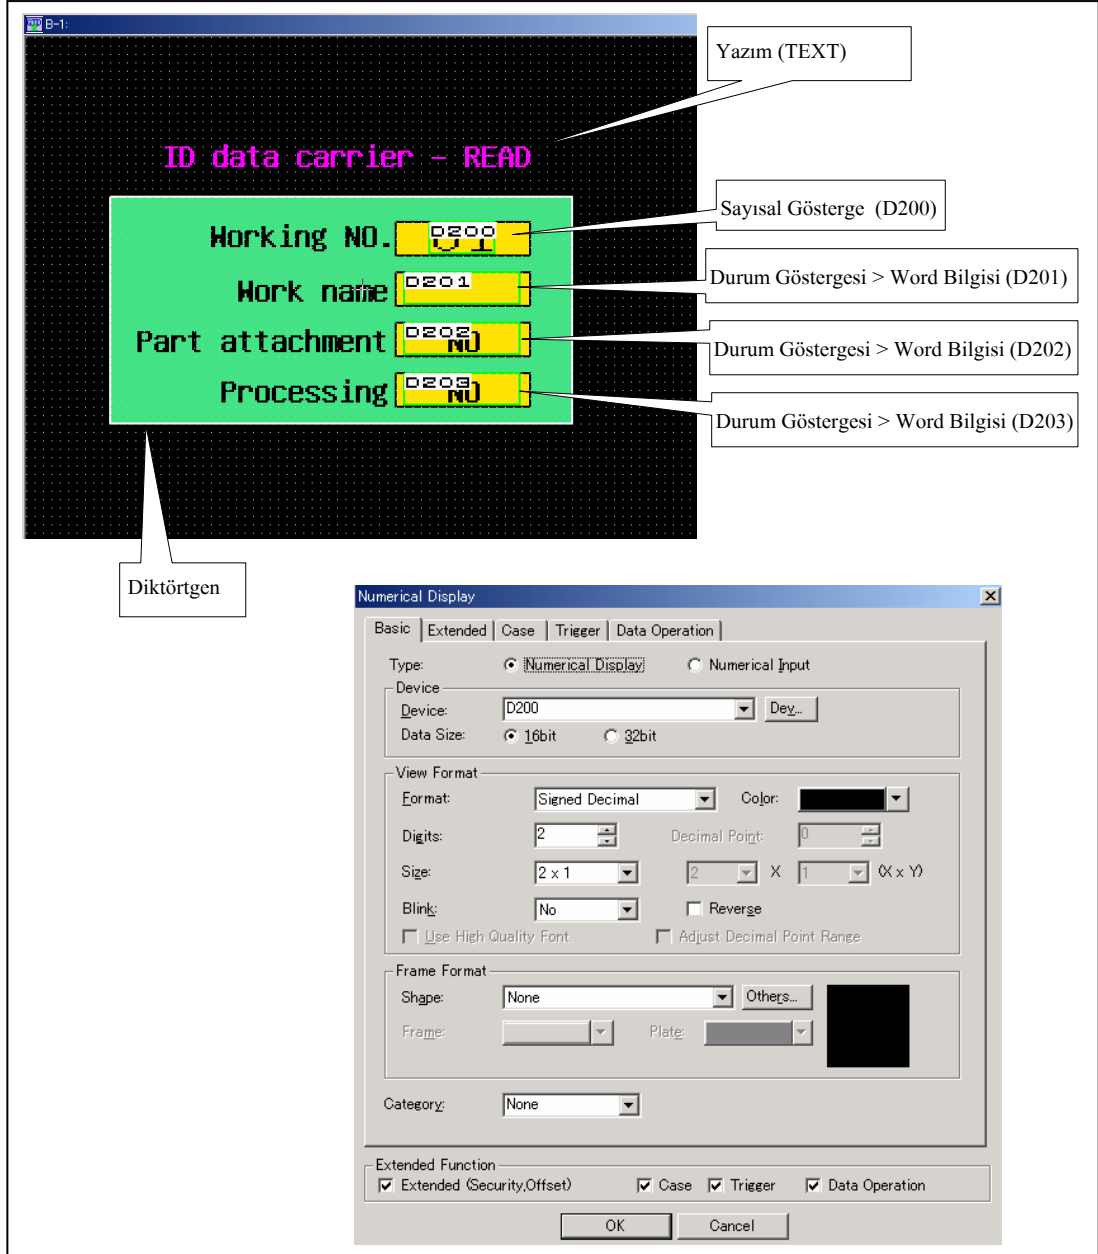 B-1:
Yazım (TEXT)
ID data carrier - READ
Working NO.
D200
01
Sayısal Gösterge (D200)
Work name
D201
Durum Göstergesi > Word Bilgisi (D201)
Part attachment
D202
NO
Durum Göstergesi > Word Bilgisi (D202)
Processing
D203
NO
Durum Göstergesi > Word Bilgisi (D203)
Diktörtgen
Numerical Display
Basic Extended Case Trigger Data Operation
Type: Numerical Display Numerical Input
Device
Device: D200 Dev...
Data Size: 16bit 32bit
View Format
Format: Signed Decimal Color:
Digits: 2 Decimal Point: 0
Size: 2 x 1 2 X 1 (X x Y)
Blink: No Reverse
Use High Quality Font Adjust Decimal Point Range
Frame Format
Shape: None Others...
Frame: Plate:
Category: None
Extended Function
Extended (Security,Offset) Case Trigger Data Operation
OK Cancel